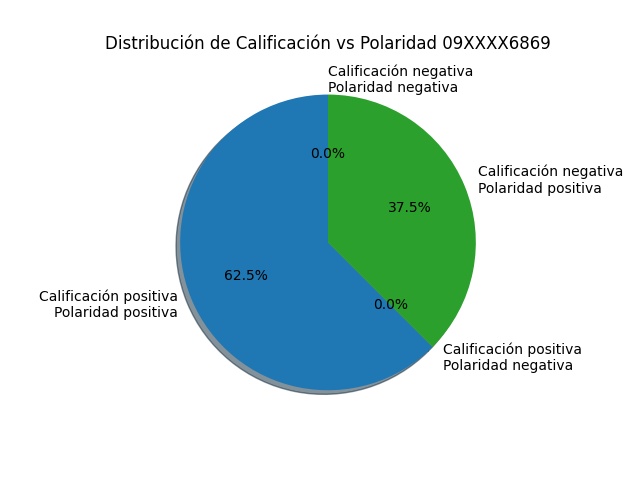 Distribución de Calificación vs Polaridad 09XXXX6869
Calificación negativa
Polaridad negativa
0.0%
Calificación negativa
Polaridad positiva
37.5%
62.5%
Calificación positiva
Polaridad positiva
0.0%
Calificación positiva
Polaridad negativa